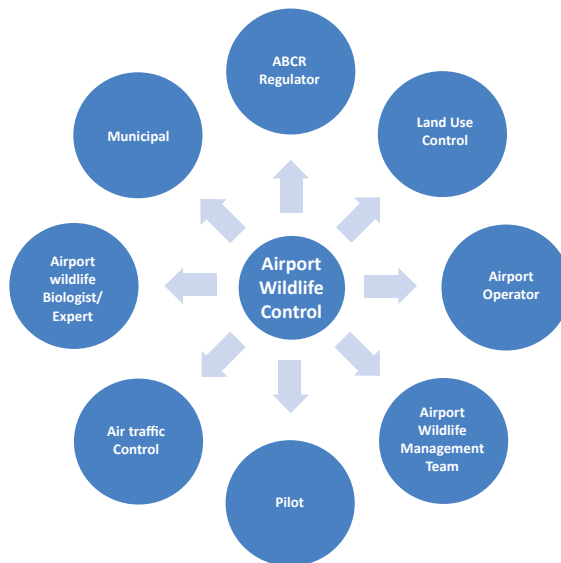 ABCR
Regulator
Land Use
Control
Airport
Operator
Airport
Wildlife
Management
Team
Pilot
Air traffic
Control
Airport
wildlife
Biologist/
Expert
Municipal
Airport
Wildlife
Control